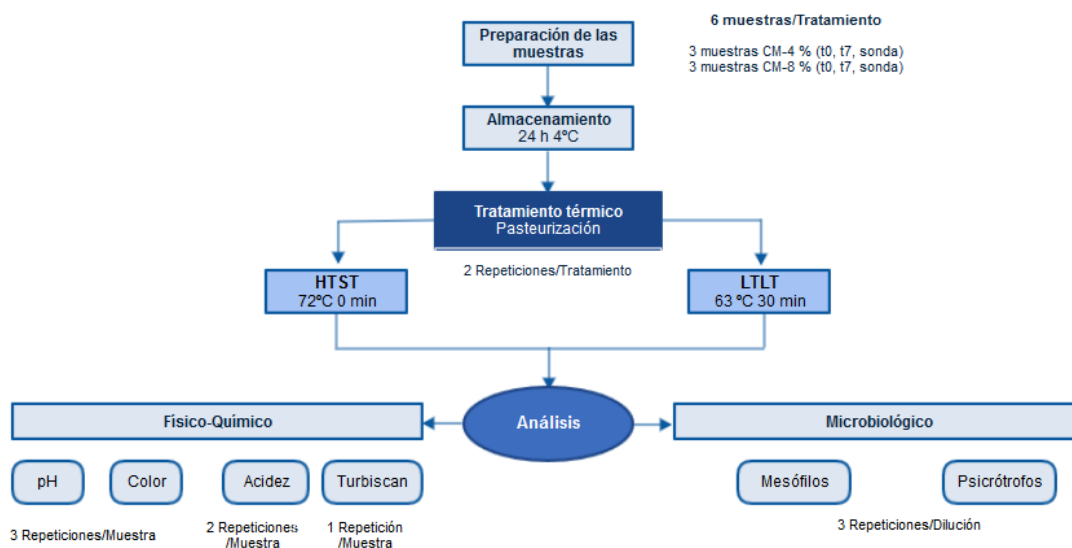 6 muestras/Tratamiento
Preparación de las
muestras
3 muestras CM-4 % (t0, t7, sonda)
3 muestras CM-8 % (t0, t7, sonda)
Almacenamiento
24 h 4ºC
Tratamiento térmico
Pasteurización
2 Repeticiones/Tratamiento
HTST
72ºC 0 min
LTLT
63 ºC 30 min
Análisis
Físico-Químico
Microbiológico
pH
Color
Acidez
Turbiscan
Mesófilos
Psicrótrofos
3 Repeticiones/Muestra
2 Repeticiones
/Muestra
1 Repetición
/Muestra
3 Repeticiones/Dilución